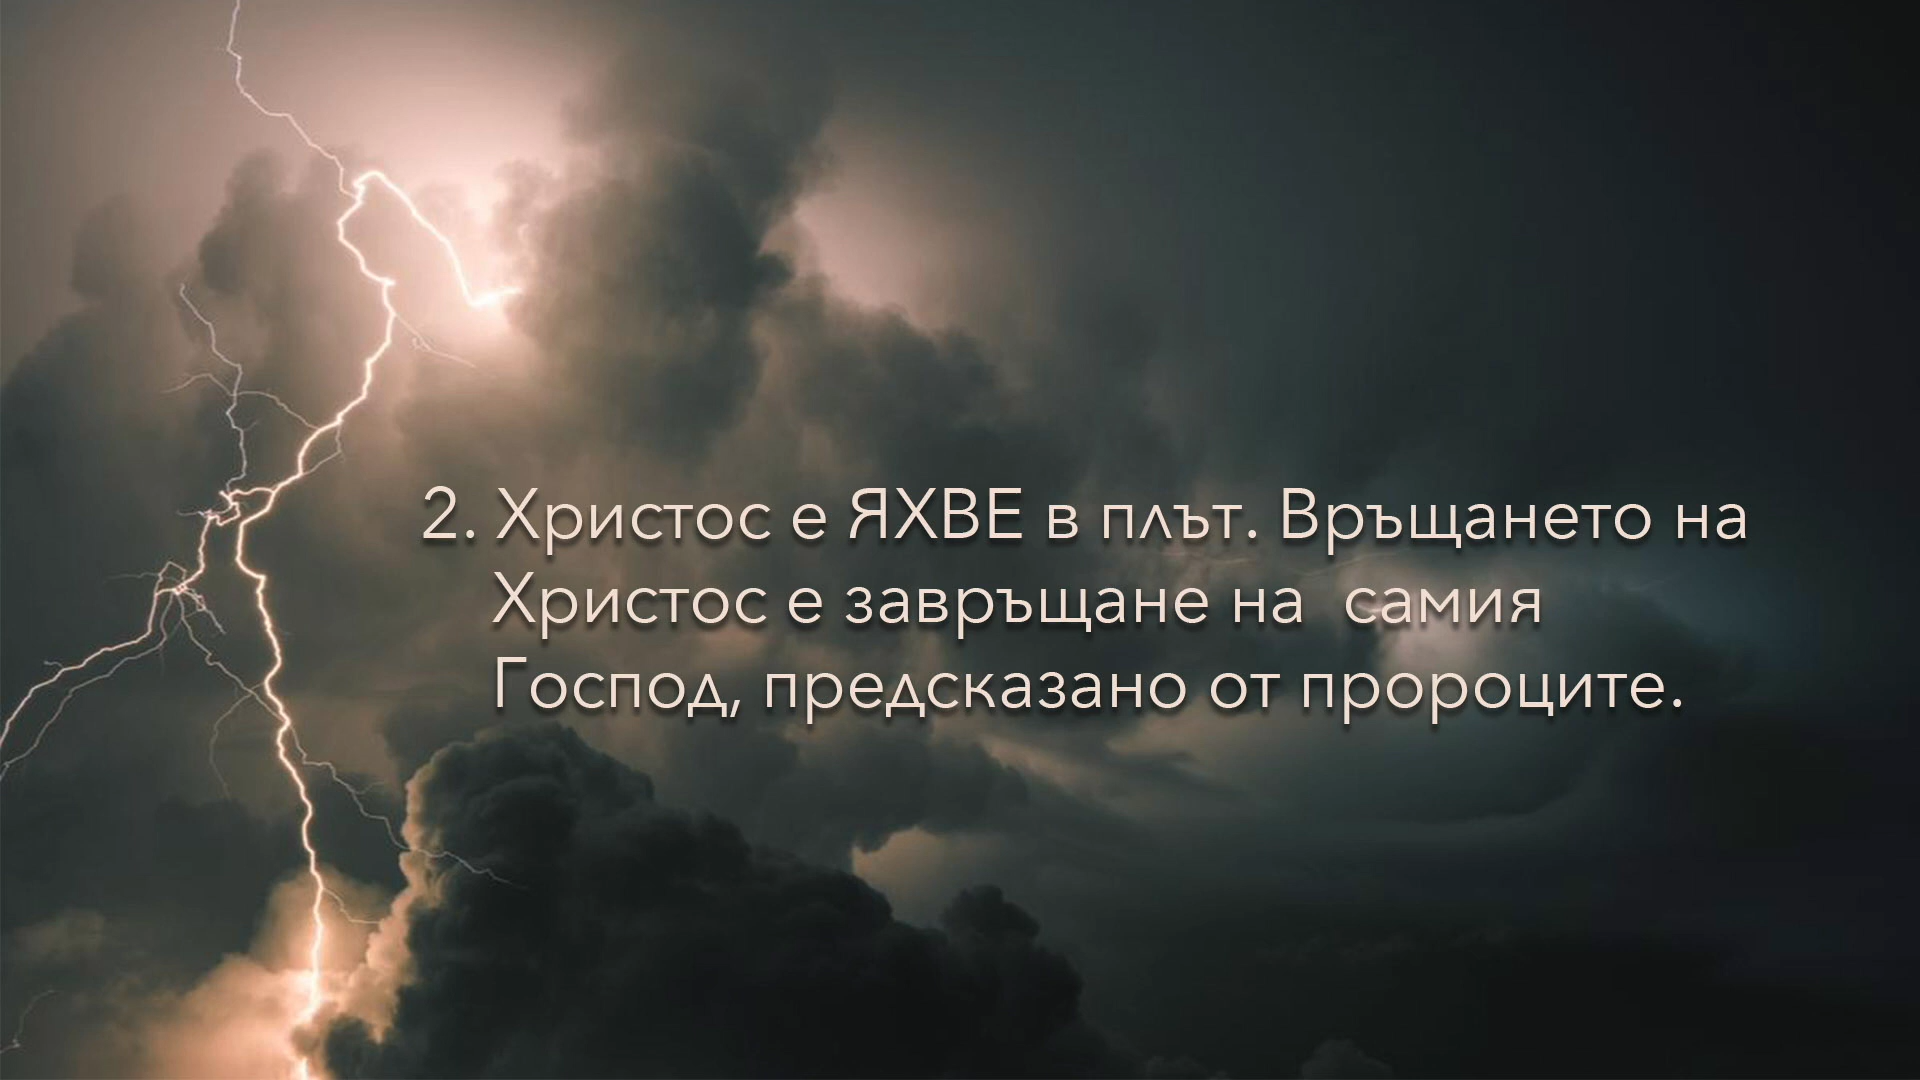 2. Христос е ЯХВЕ в плът. Връщането на
Христос е завръщане на  самия
Господ, предсказано от пророците.